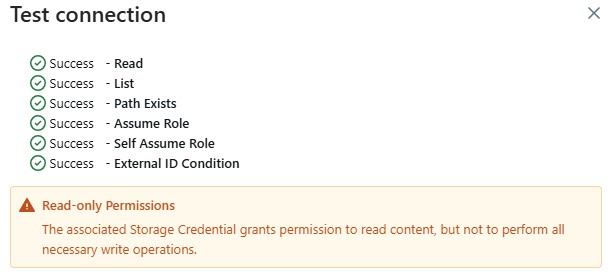 Test connection
Success - Read
Success - List
Success - Path Exists
Success - Assume Role
Success - Self Assume Role
Success - External ID Condition
Read-only Permissions
The associated Storage Credential grants permission to read content, but not to perform all
necessary write operations.